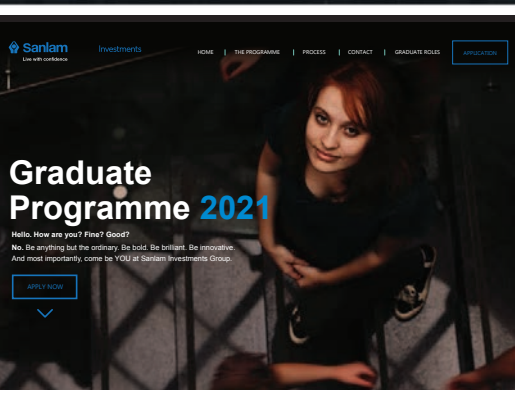 Sanlam
Investments
Live with confidence
HOME | THE PROGRAMME | PROCESS | CONTACT | GRADUATE ROLES
APPLICATION
Graduate
Programme 2021
Hello. How are you? Fine? Good?
No. Be anything but the ordinary. Be bold. Be brilliant. Be innovative.
And most importantly, come be YOU at Sanlam Investments Group.
APPLY NOW